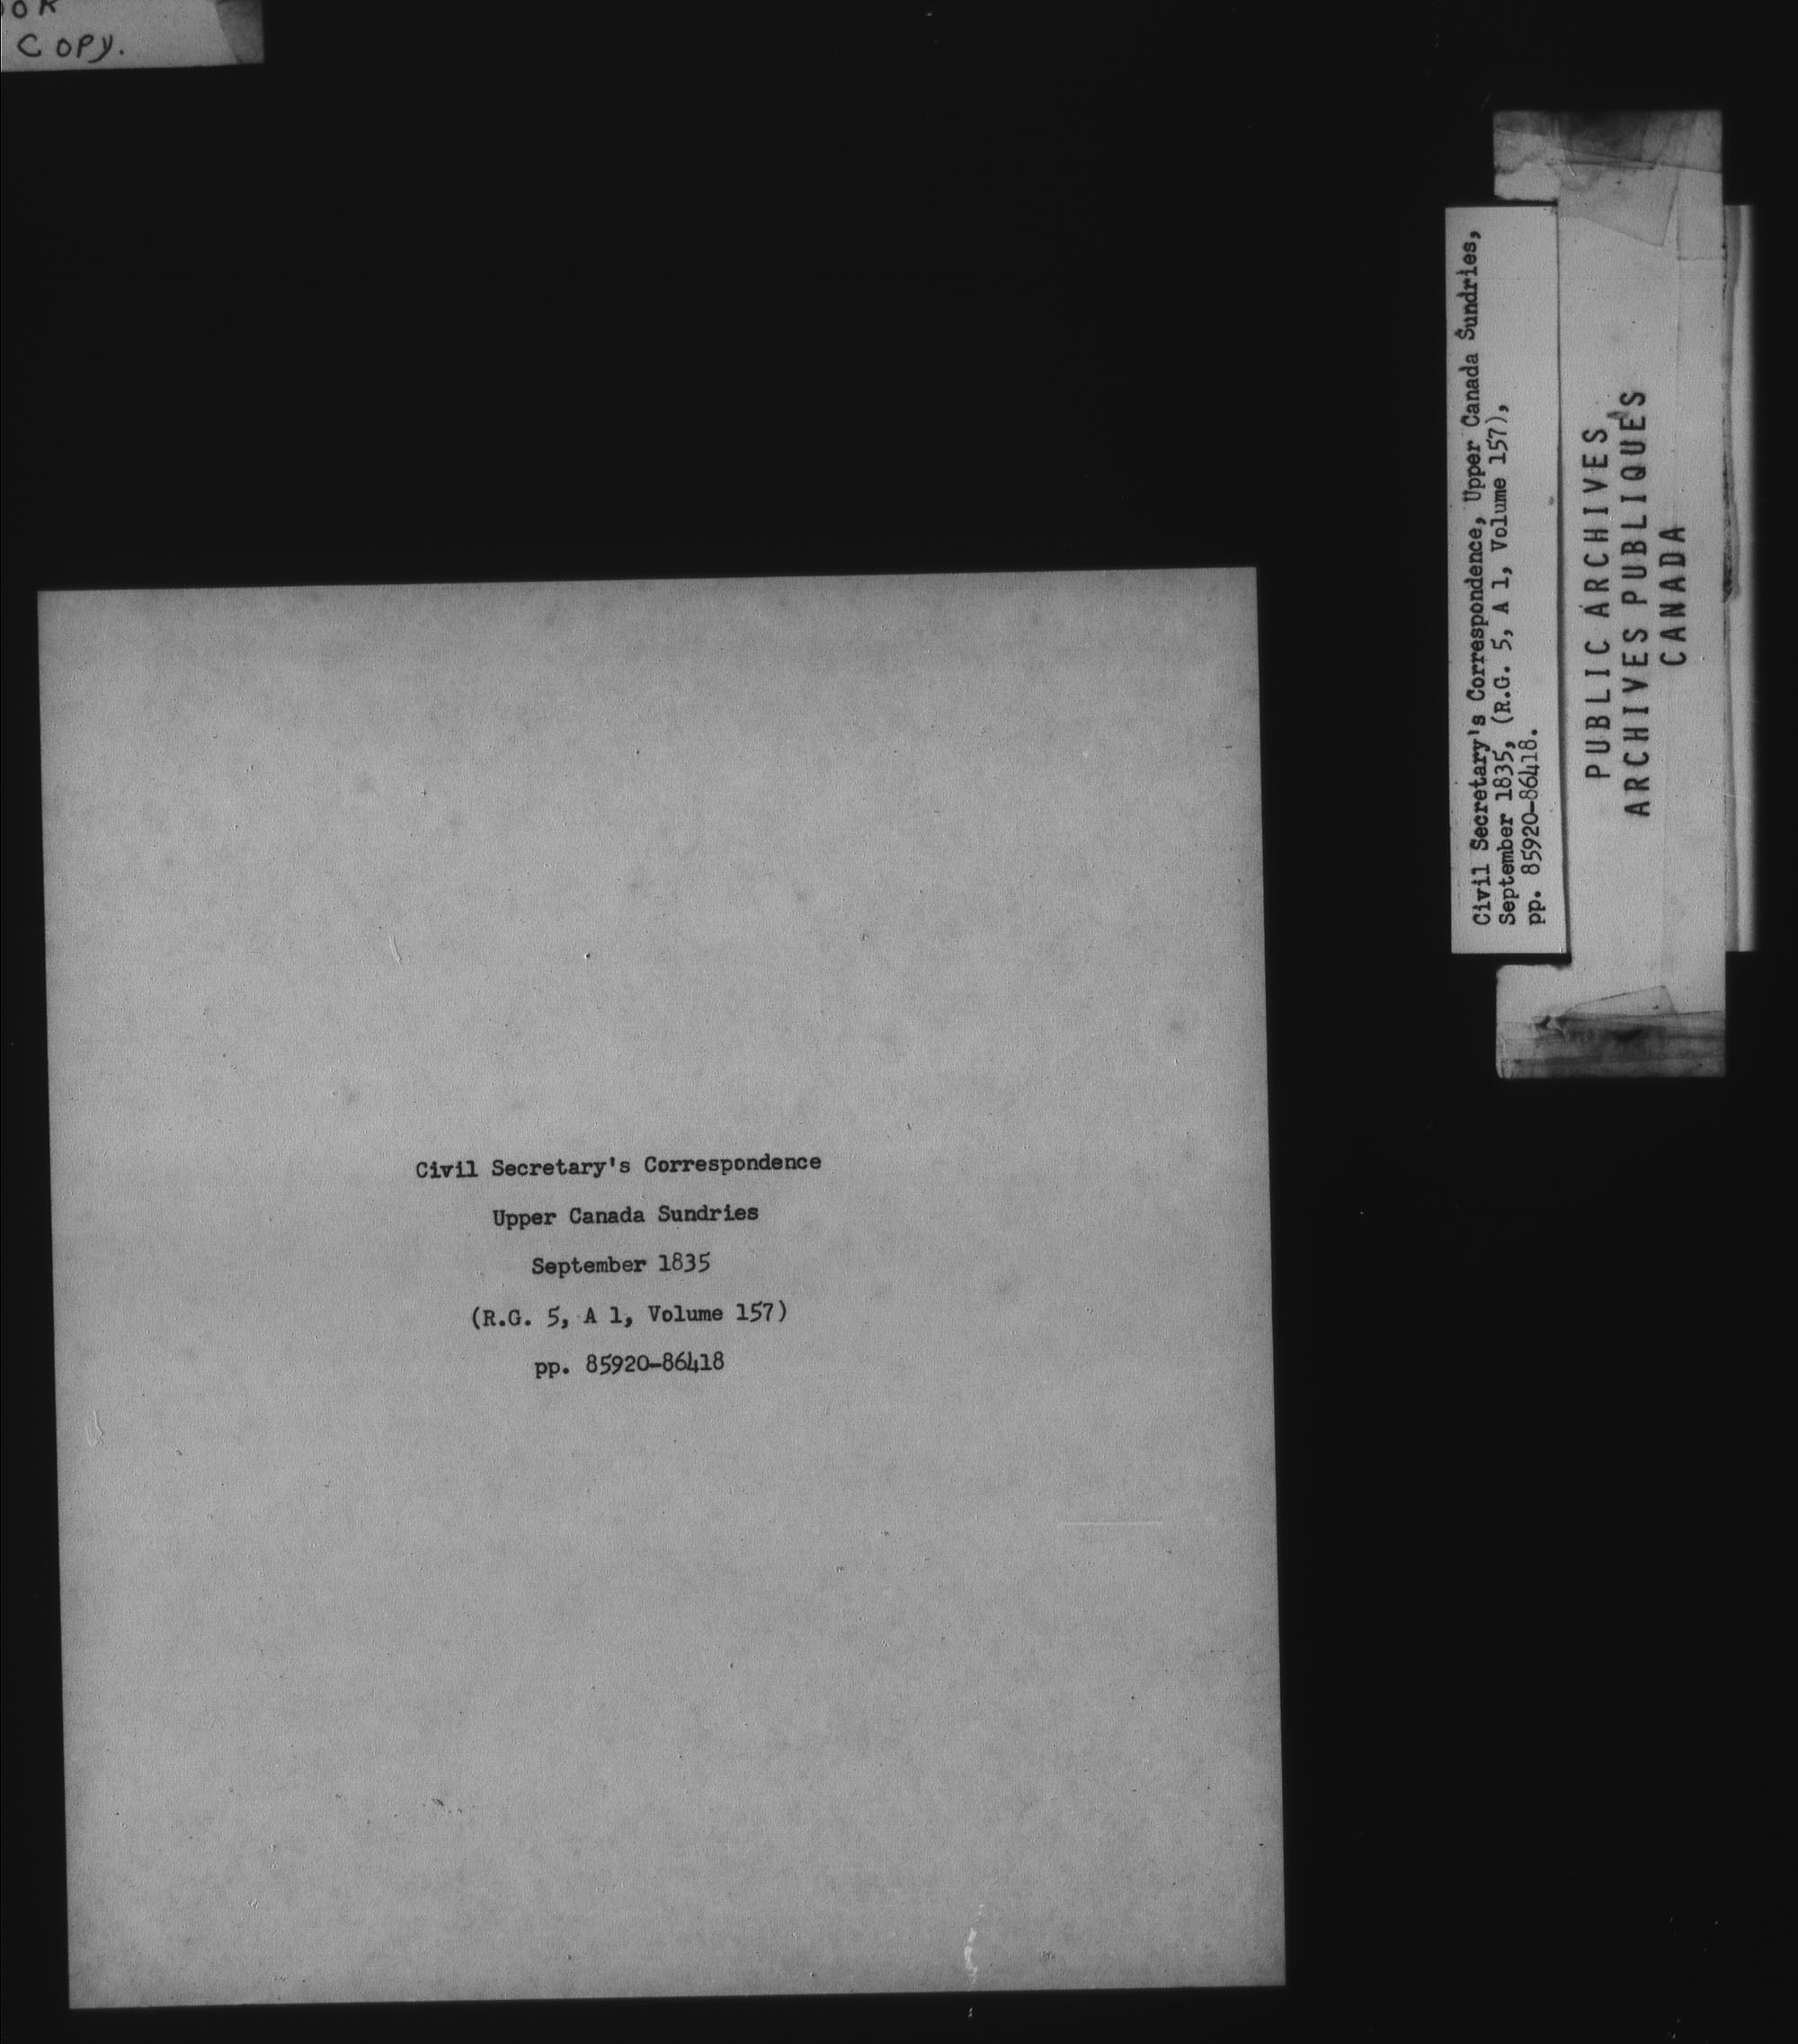 COPY.
Civil Secretary's Correspondence
Upper Canada Sundries
September 1835
(R.G. 5, A 1, Volume 157)
pp. 85920-86418
Civil Secretary's Correspondence, Upper Canada Sundries,
September 1835, (R.G. 5, A 1, Volume 157),
pp. 85920-86418.
PUBLIC ARCHIVES
ARCHIVES PUBLIQUES
CANADA